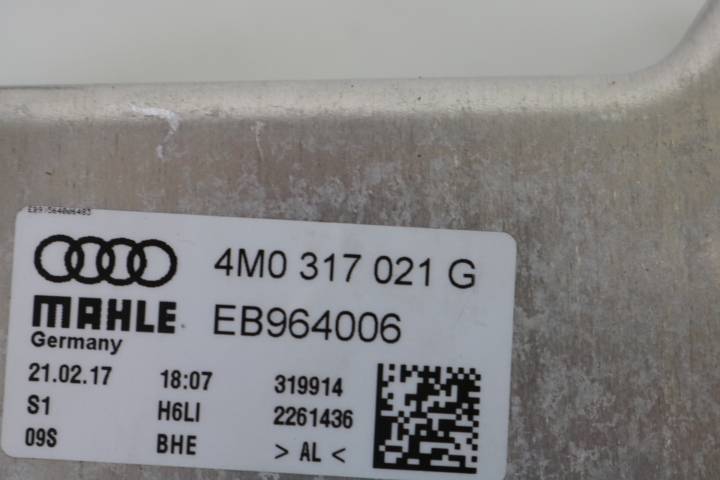 4M0 317 021 G
MAHLE EB964006
Germany
21.02.17 18:07 319914
S1 H6LI 2261436
09S BHE > AL <